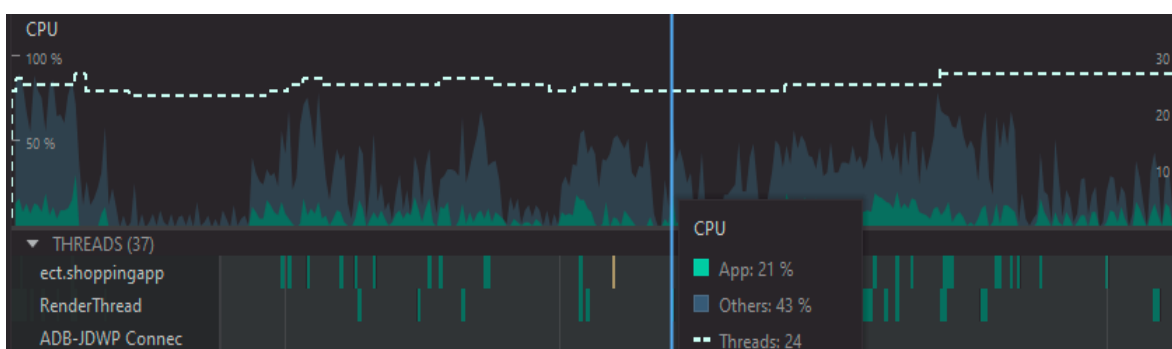 CPU
100 %
30
20
50 %
10
THREADS (37)
CPU
ect.shoppingapp
App: 21 %
RenderThread
Others: 43 %
ADB-JDWP Connec
Threads: 24